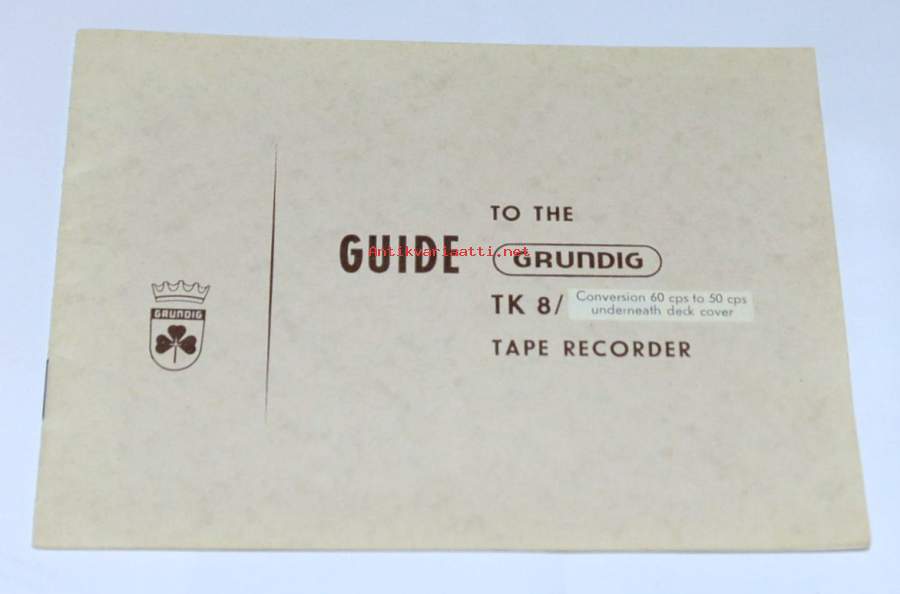 TO THE
GUIDE GRUNDIG
Antikvariaatti.net
TK 8/ Conversion 60 cps to 50 cps
underneath deck cover
TAPE RECORDER
GRUNDIG